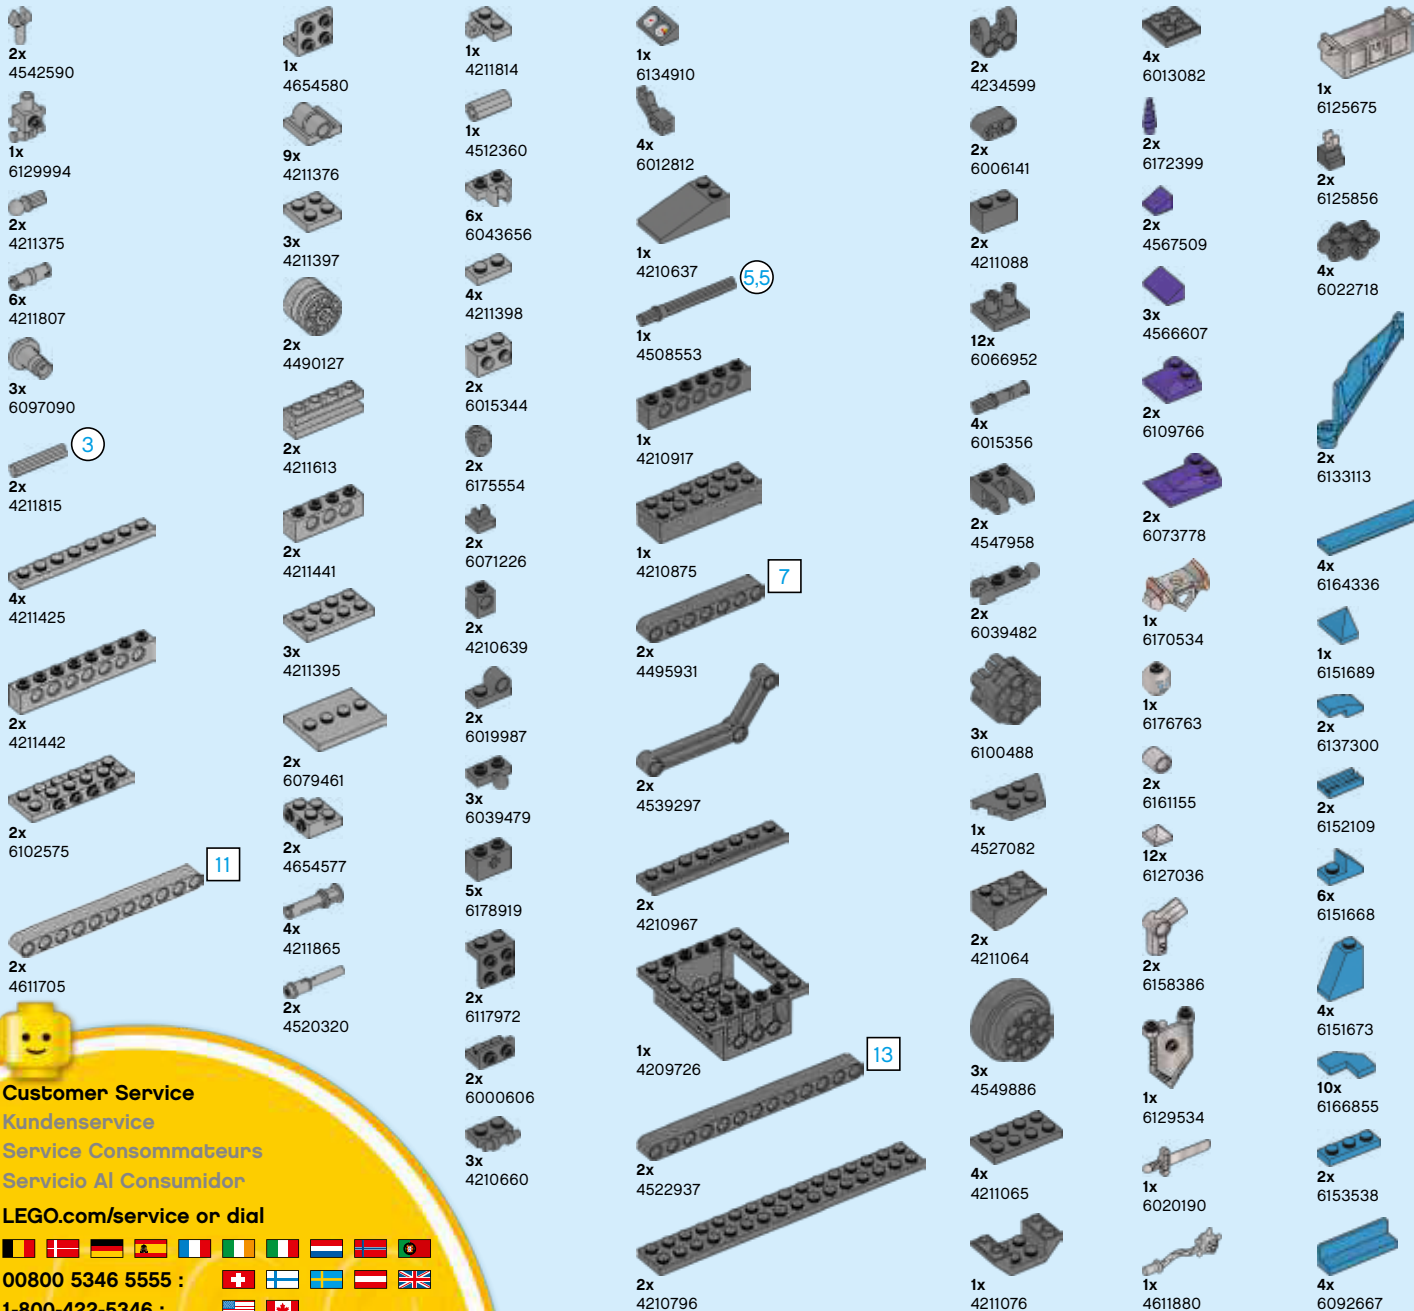 2x
4542590
1x
6129994
2x
4211375
6x
4211807
3x
6097090
3
2x
4211815
4x
4211425
2x
4211442
2x
6102575
11
2x
4611705
1x
4654580
9x
4211376
3x
4211397
2x
4490127
2x
4211613
2x
4211441
3x
4211395
2x
6079461
2x
4654577
4x
4211865
2x
4520320
1x
4211814
1x
4512360
6x
6043656
4x
4211398
2x
6015344
2x
6175554
2x
6071226
2x
4210639
2x
6019987
3x
6039479
5x
6178919
2x
6117972
2x
6000606
3x
4210660
1x
6134910
4x
6012812
1x
4210637
5,5
1x
4508553
1x
4210917
1x
4210875
7
2x
4495931
2x
4539297
2x
4210967
1x
4209726
13
2x
4522937
2x
4210796
2x
4234599
2x
6006141
2x
4211088
12x
6066952
4x
6015356
2x
4547958
2x
6039482
3x
6100488
1x
4527082
2x
4211064
3x
4549886
4x
4211065
1x
4211076
4x
6013082
2x
6172399
2x
4567509
3x
4566607
2x
6109766
2x
6073778
1x
6170534
1x
6176763
2x
6161155
12x
6127036
2x
6158386
1x
6129534
1x
6020190
1x
4611880
1x
6125675
2x
6125856
4x
6022718
2x
6133113
4x
6164336
1x
6151689
2x
6137300
2x
6152109
6x
6151668
4x
6151673
10x
6166855
2x
6153538
4x
6092667
Customer Service
Kundenservice
Service Consommateurs
Servicio Al Consumidor
LEGO.com/service or dial
00800 5346 5555 :
1-800-422-5346 :